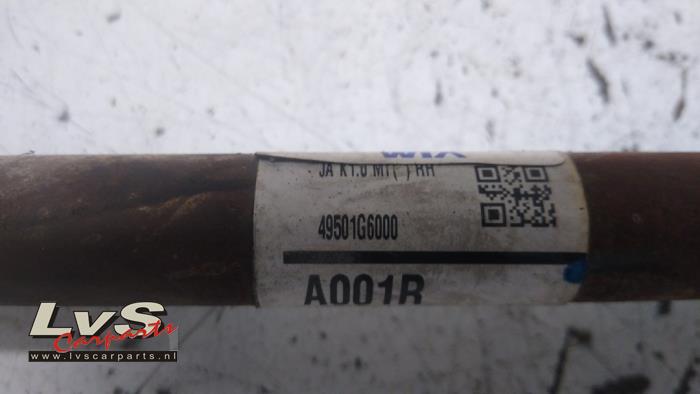 JA K1.0 MT( ) RH
49501G6000
A001R
LvS
Carparts
www.lvscarparts.nl